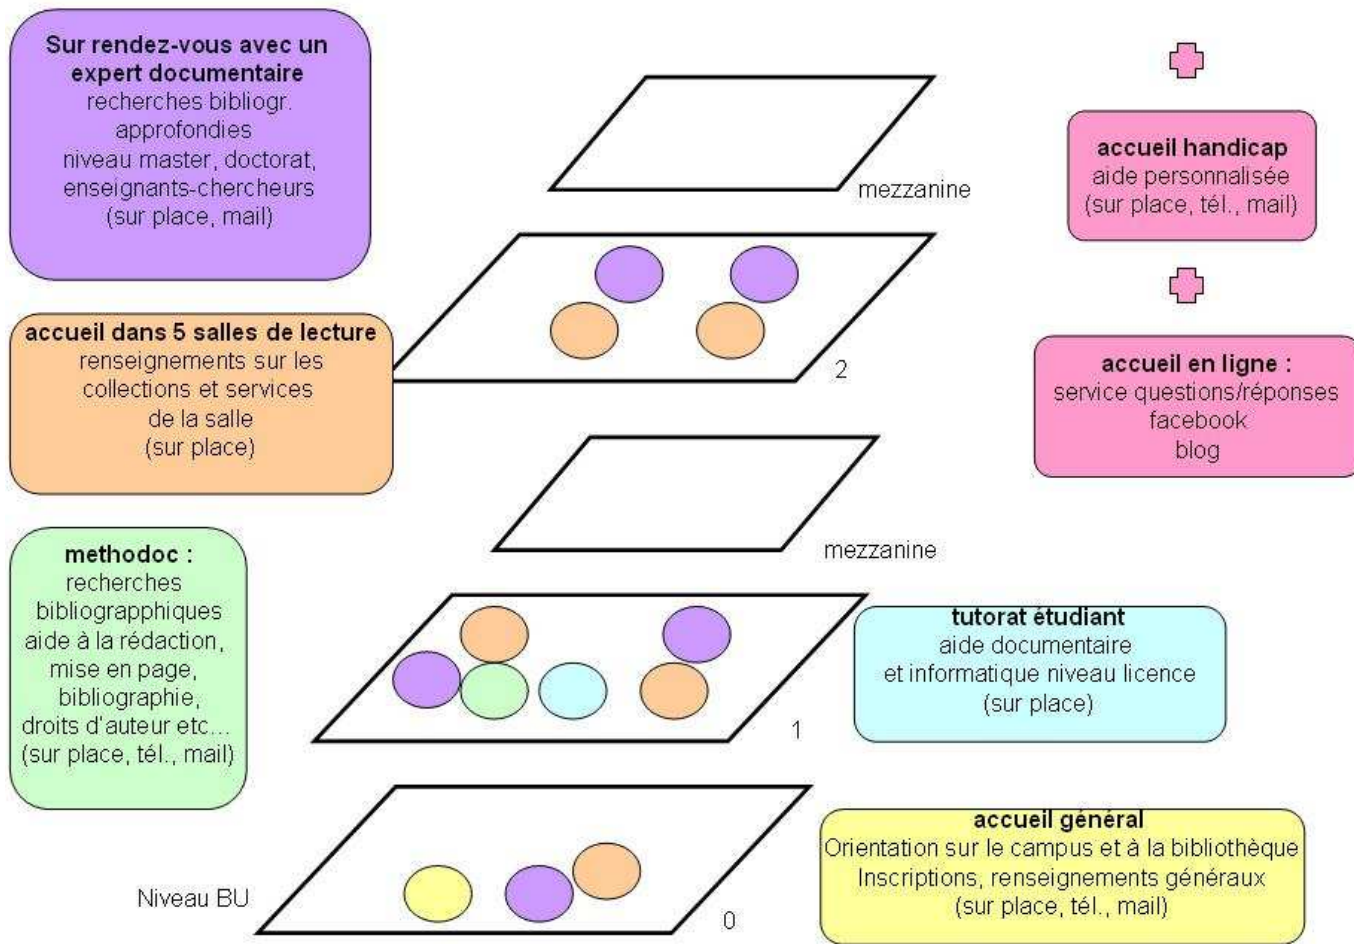 Sur rendez-vous avec un
expert documentaire
recherches bibliogr.
approfondies
niveau master, doctorat,
enseignants-chercheurs
(sur place, mail)
accueil dans 5 salles de lecture
renseignements sur les
collections et services
de la salle
(sur place)
methodoc :
recherches
bibliograpphiques
aide à la rédaction,
mise en page,
bibliographie,
droits d'auteur etc...
(sur place, tél., mail)
mezzanine
2
mezzanine
1
Niveau BU
0
accueil handicap
aide personnalisée
(sur place, tél., mail)
accueil en ligne :
service questions/réponses
facebook
blog
tutorat étudiant
aide documentaire
et informatique niveau licence
(sur place)
accueil général
Orientation sur le campus et à la bibliothèque
Inscriptions, renseignements généraux
(sur place, tél., mail)